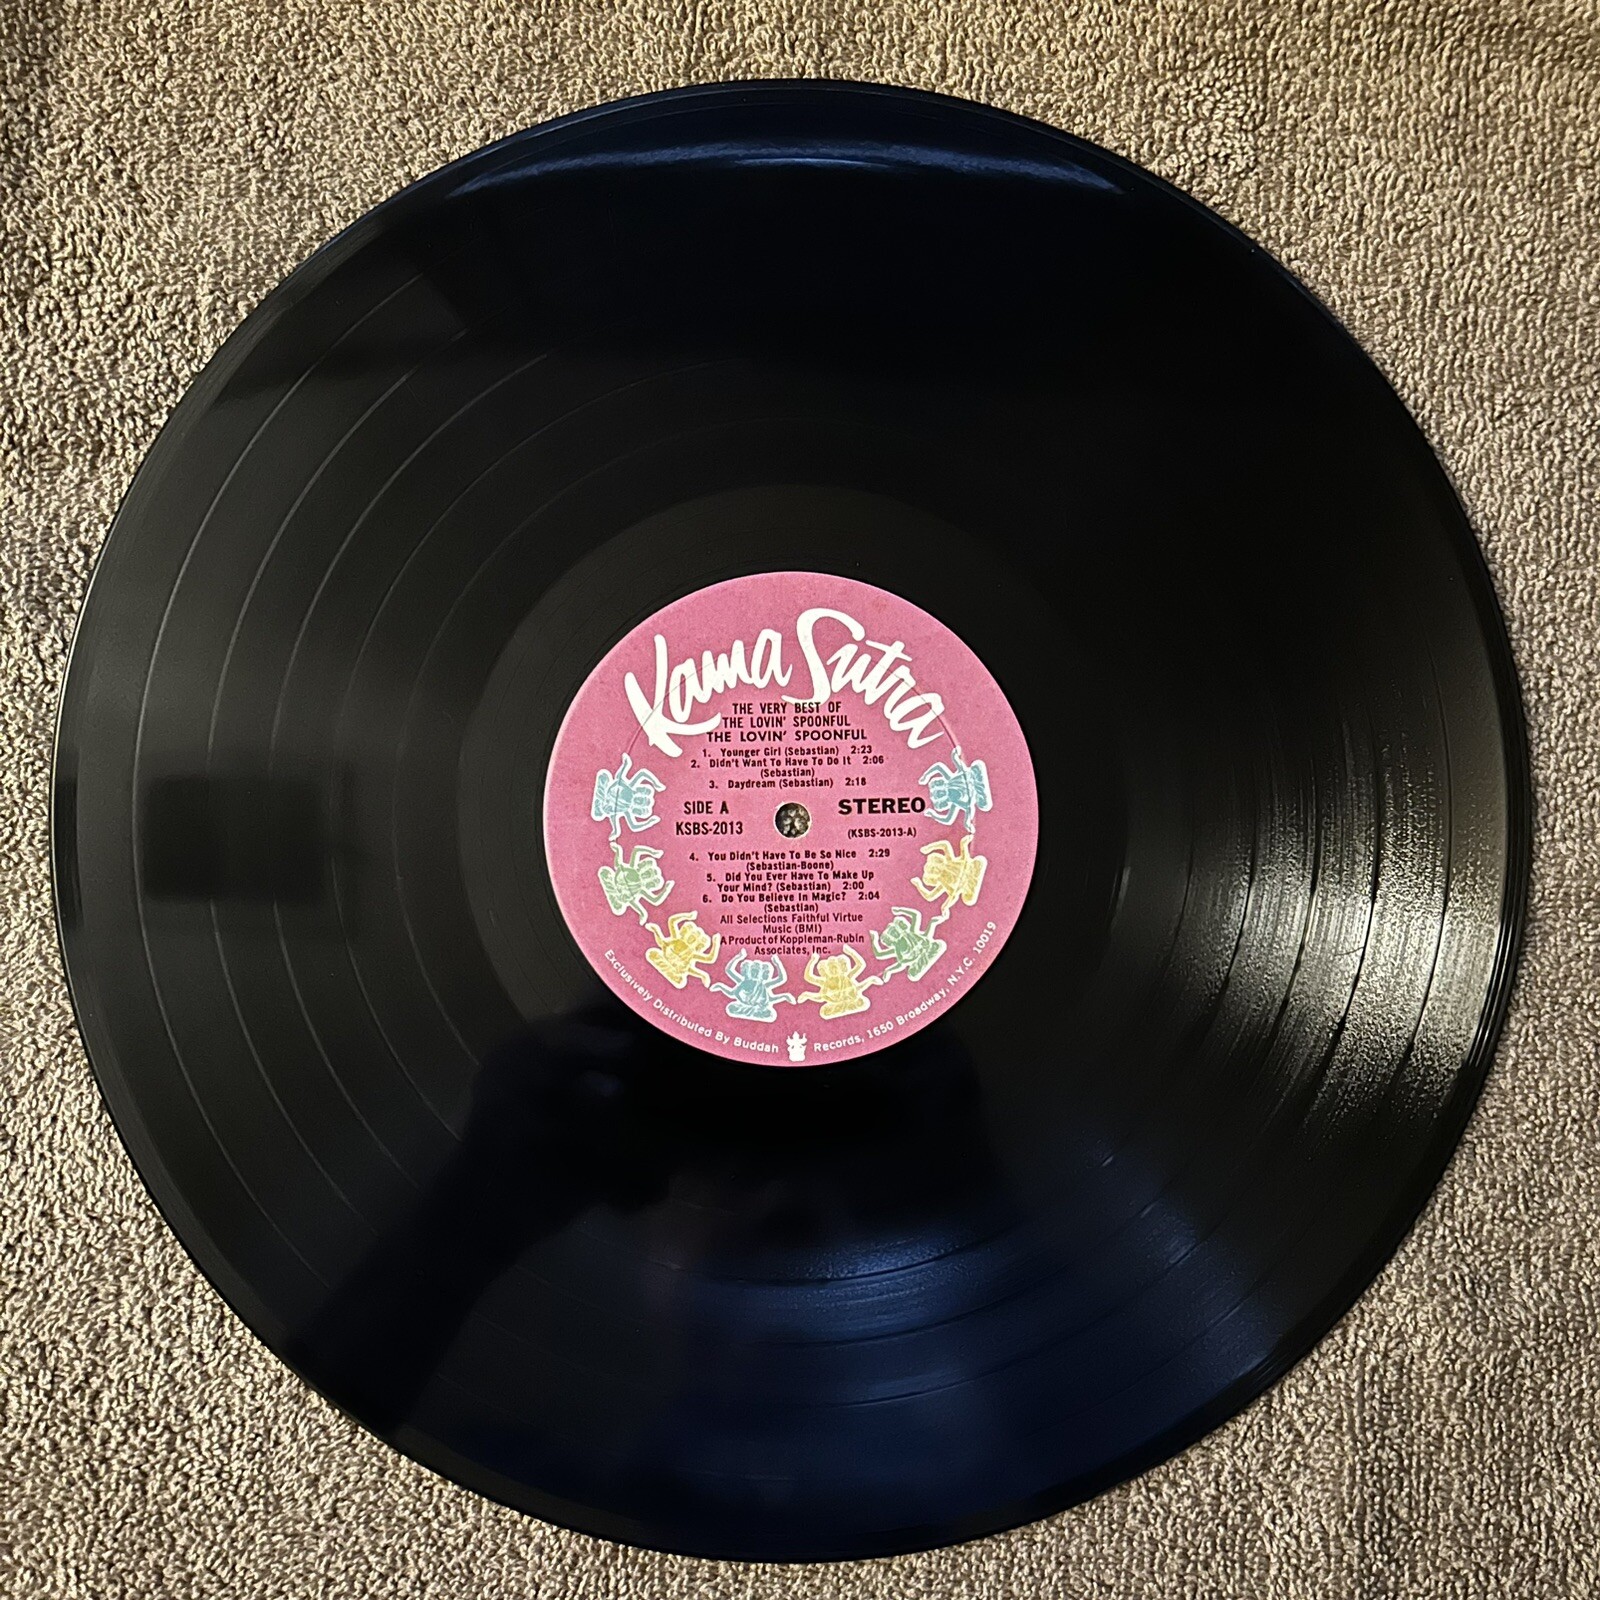 Kama Sutra
THE VERY BEST OF
THE LOVIN' SPOONFUL
THE LOVIN' SPOONFUL
1. Younger Girl (Sebastian) 2:23
2. Didn't Want To Have To Do It 2:06
(Sebastian)
3. Daydream (Sebastian) 2:18
SIDE A STEREO
KSBS-2013 (KSBS-2013-A)
4. You Didn't Have To Be So Nice 2:29
(Sebastian-Boone)
5. Did You Ever Have To Make Up
Your Mind? (Sebastian) 2:00
6. Do You Believe In Magic? 2:04
(Sebastian)
All Selections Faithful Virtue
Music (BMI)
A Product of Koppleman-Rubin
Associates, Inc.
Exclusively Distributed By Buddah Records, 1650 Broadway, N.Y.C. 10019